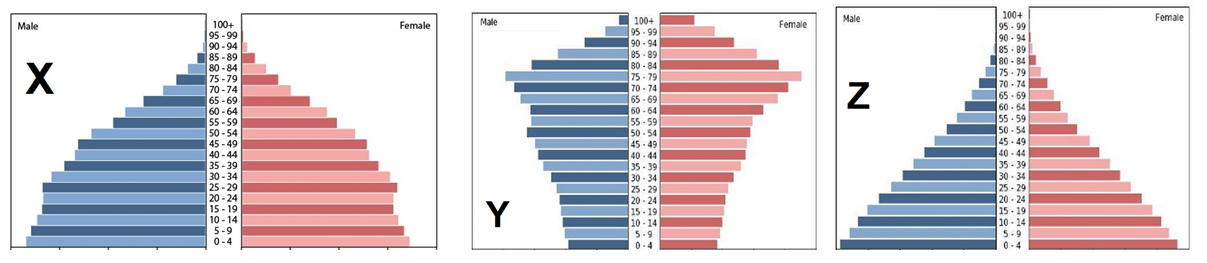 Male
Female
X
100+
95 - 99
90 - 94
85 - 89
80 - 84
75 - 79
70 - 74
65 - 69
60 - 64
55 - 59
50 - 54
45 - 49
40 - 44
35 - 39
30 - 34
25 - 29
20 - 24
15 - 19
10 - 14
5 - 9
0 - 4
Male
Female
Y
100+
95 - 99
90 - 94
85 - 89
80 - 84
75 - 79
70 - 74
65 - 69
60 - 64
55 - 59
50 - 54
45 - 49
40 - 44
35 - 39
30 - 34
25 - 29
20 - 24
15 - 19
10 - 14
5 - 9
0 - 4
Male
Female
Z
100+
95 - 99
90 - 94
85 - 89
80 - 84
75 - 79
70 - 74
65 - 69
60 - 64
55 - 59
50 - 54
45 - 49
40 - 44
35 - 39
30 - 34
25 - 29
20 - 24
15 - 19
10 - 14
5 - 9
0 - 4